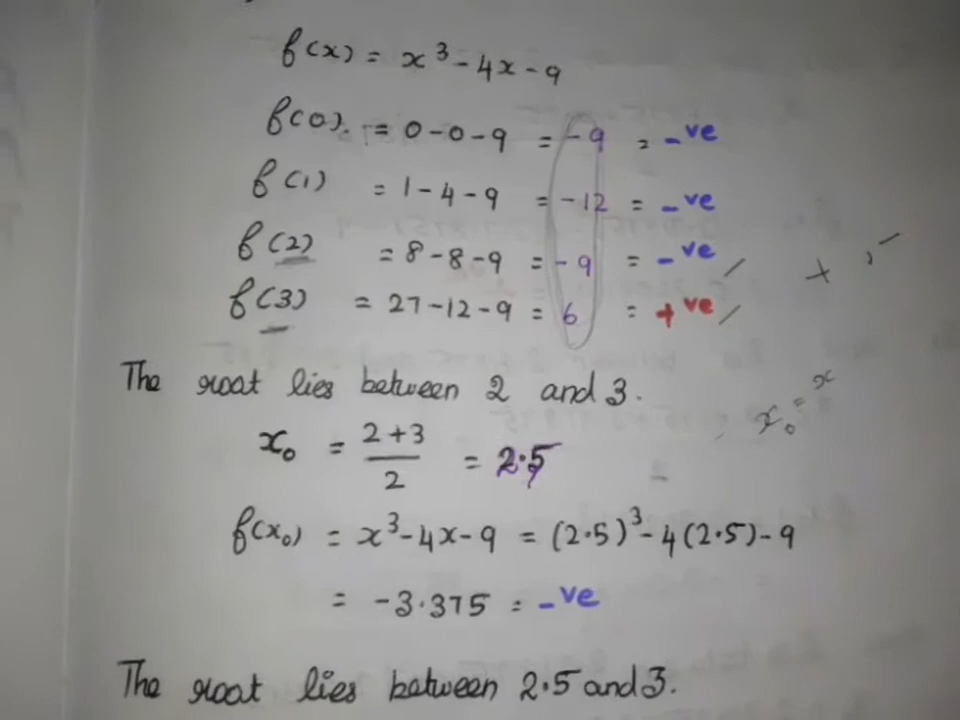 f(x) = x³ - 4x - 9
f(0). = 0 - 0 - 9 = -9 = -ve
f(1) = 1 - 4 - 9 = -12 = -ve
f(2) = 8 - 8 - 9 = -9 = -ve
f(3) = 27 - 12 - 9 = 6 = +ve
+ , -
The root lies between 2 and 3.
x₀ = x
x₀ = 2+3/2 = 2.5
f(x₀) = x³ - 4x - 9 = (2.5)³ - 4(2.5) - 9
= -3.375 = -ve
The root lies between 2.5 and 3.